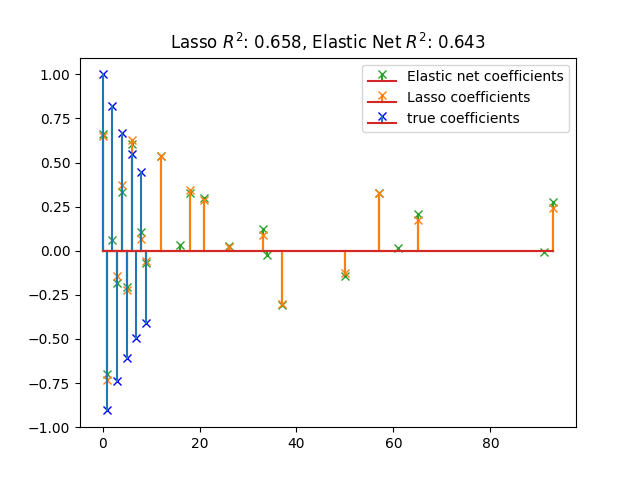 Lasso R²: 0.658, Elastic Net R²: 0.643
1.00
0.75
0.50
0.25
0.00
−0.25
−0.50
−0.75
−1.00
Elastic net coefficients
Lasso coefficients
true coefficients
0 20 40 60 80